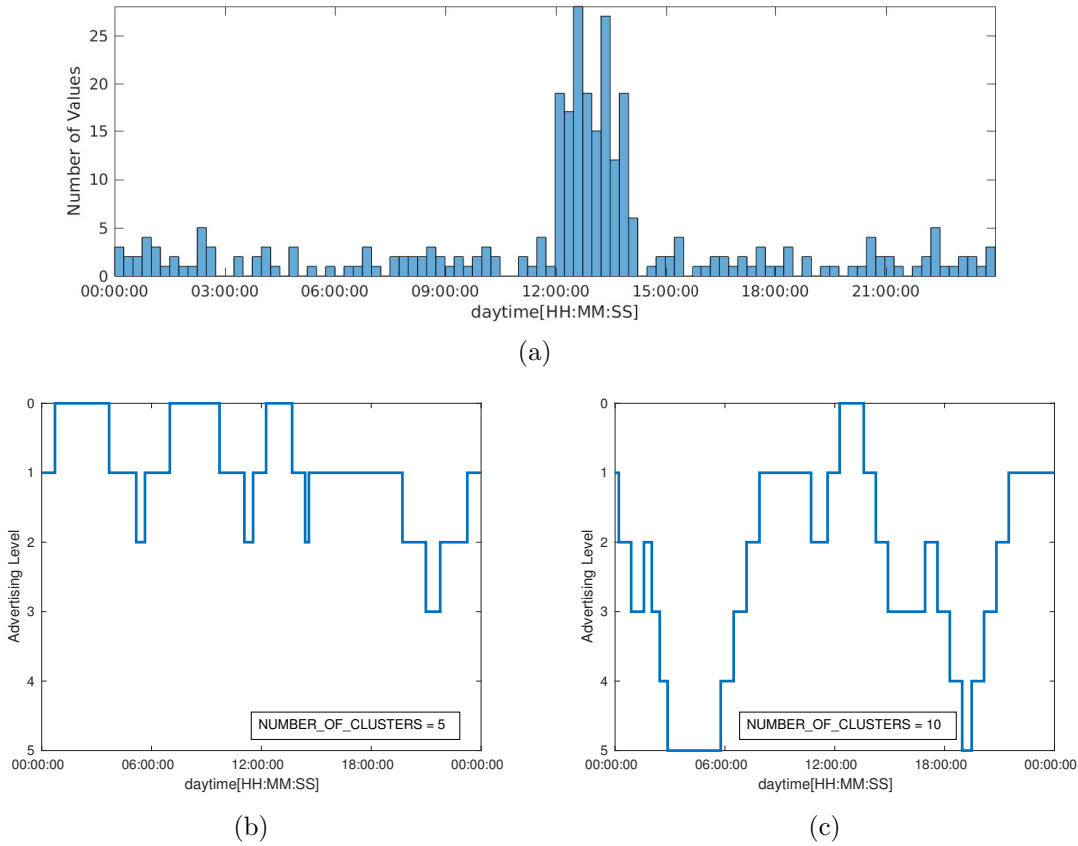 Number of Values
25
20
15
10
5
0
00:00:00 03:00:00 06:00:00 09:00:00 12:00:00 15:00:00 18:00:00 21:00:00
daytime[HH:MM:SS]
(a)
Advertising Level
0
1
2
3
4
5
NUMBER_OF_CLUSTERS = 5
00:00:00 06:00:00 12:00:00 18:00:00 00:00:00
daytime[HH:MM:SS]
(b)
Advertising Level
0
1
2
3
4
5
NUMBER_OF_CLUSTERS = 10
00:00:00 06:00:00 12:00:00 18:00:00 00:00:00
daytime[HH:MM:SS]
(c)